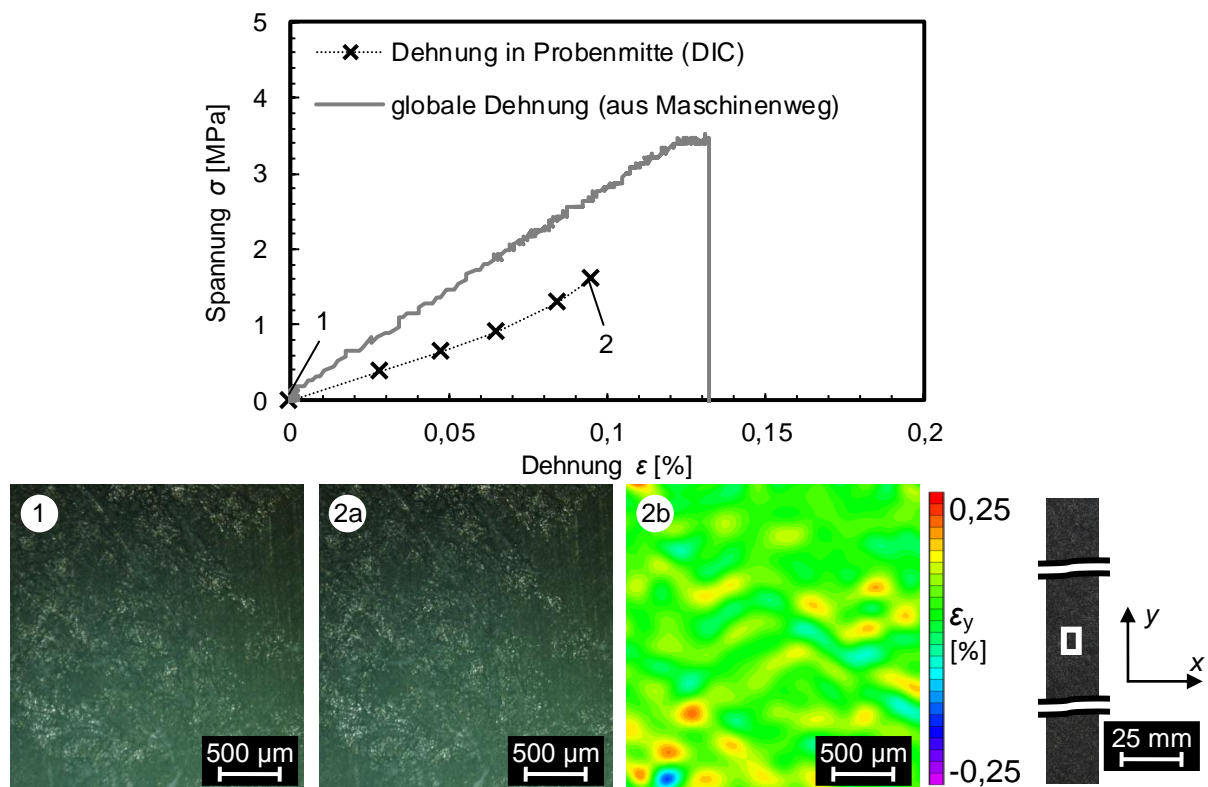 5
Dehnung in Probenmitte (DIC)
4
globale Dehnung (aus Maschinenweg)
3
2
1
0
Spannung σ [MPa]
1
2
0
0,05
0,1
0,15
0,2
Dehnung ε [%]
1
500 µm
2a
500 µm
2b
500 µm
0,25
εy
[%]
-0,25
y
x
25 mm